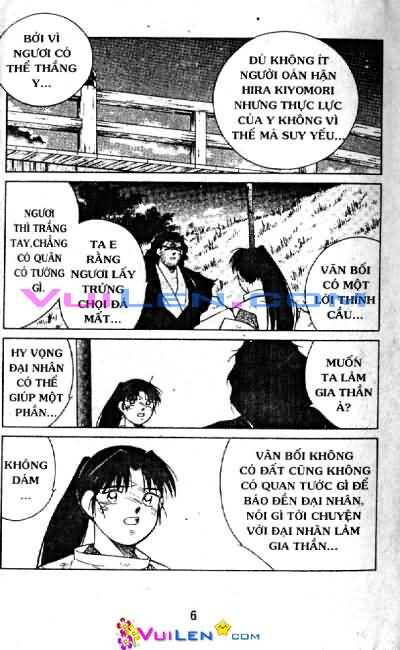 DÙ KHÔNG ÍT
NGƯỜI OÁN HẬN
HIRA KIYOMORI
NHƯNG THỰC LỰC
CỦA Y KHÔNG VÌ
THẾ MÀ SUY YẾU...
BỞI VÌ
NGƯƠI CÓ
THỂ THẮNG
Y...
VĂN BỐI
CÓ MỘT
LỜI THỈNH
CẦU...
TA E
RẰNG
NGƯƠI LẤY
TRỨNG
CHỌI ĐÁ
MẤT...
NGƯƠI
THÌ TRẮNG
TAY,CHẲNG
CÓ QUÂN
CÓ TƯỚNG
GÌ.
VUILEN.COM
MUỐN
TA LÀM
GIA THẦN
À?
HY VỌNG
ĐẠI NHÂN
CÓ THỂ
GIÚP MỘT
PHẦN...
VĂN BỐI KHÔNG
CÓ ĐẤT CŨNG KHÔNG
CÓ QUAN TƯỚC GÌ ĐỂ
BÁO ĐỀN ĐẠI NHÂN,
NÓI GÌ TỚI CHUYỆN
VỚI ĐẠI NHÂN LÀM
GIA THẦN...
KHÔNG
DÁM
...
6
VUILEN.COM